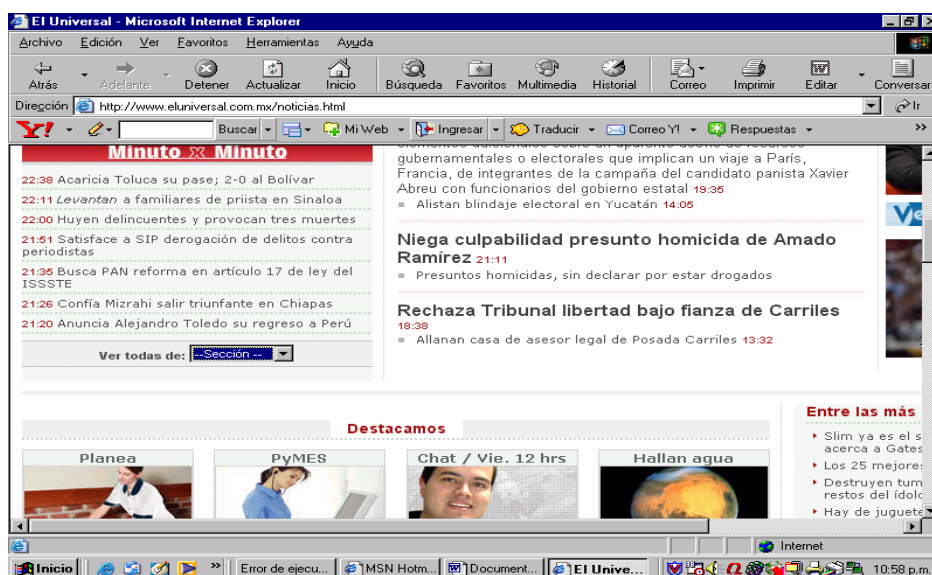 El Universal - Microsoft Internet Explorer
Archivo Edición Ver Favoritos Herramientas Ayuda
Atrás Adelante Detener Actualizar Inicio Búsqueda Favoritos Multimedia Historial Correo Imprimir Editar Conversar
Dirección http://www.eluniversal.com.mx/noticias.html Ir
Y! Buscar Mi Web Ingresar Traducir Correo Y! Respuestas »
Minuto x Minuto
22:38 Acaricia Toluca su pase; 2-0 al Bolívar
22:11 Levantan a familiares de priista en Sinaloa
22:00 Huyen delincuentes y provocan tres muertes
21:51 Satisface a SIP derogación de delitos contra
periodistas
21:35 Busca PAN reforma en artículo 17 de ley del
ISSSTE
21:26 Confía Mizrahi salir triunfante en Chiapas
21:20 Anuncia Alejandro Toledo su regreso a Perú
Ver todas de: --Sección --
gubernamentales o electorales que implican un viaje a París,
Francia, de integrantes de la campaña del candidato panista Xavier
Abreu con funcionarios del gobierno estatal 19:35
Alistan blindaje electoral en Yucatán 14:05
Niega culpabilidad presunto homicida de Amado
Ramírez 21:11
Presuntos homicidas, sin declarar por estar drogados
Rechaza Tribunal libertad bajo fianza de Carriles
18:38
Allanan casa de asesor legal de Posada Carriles 13:32
Ve
Destacamos
Planea
PyMES
Chat / Vie. 12 hrs
Hallan agua
Entre las más
Slim ya es el s
acerca a Gates
Los 25 mejores
Destruyen tum
restos del ídolo
Hay de juguete
Internet
Inicio » Error de ejecu... MSN Hotm... Document... El Unive... 10:58 p.m.